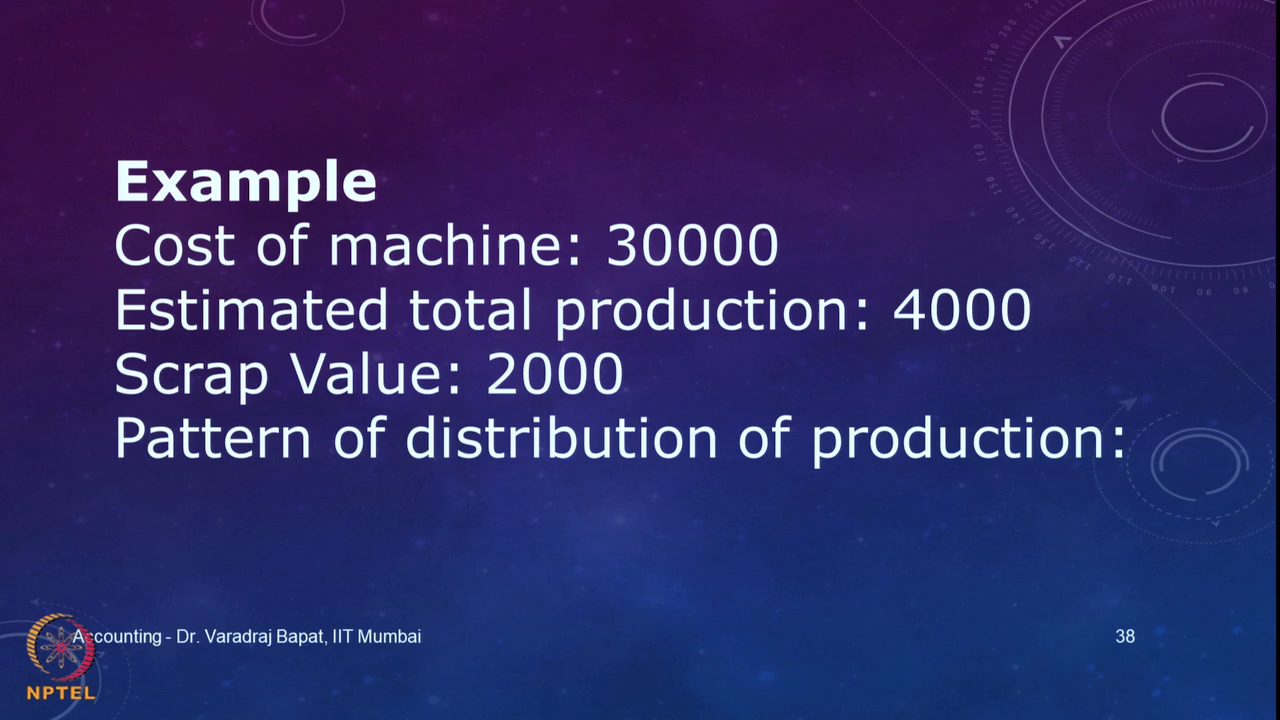 Example
Cost of machine: 30000
Estimated total production: 4000
Scrap Value: 2000
Pattern of distribution of production:
Accounting - Dr. Varadraj Bapat, IIT Mumbai
38
NPTEL